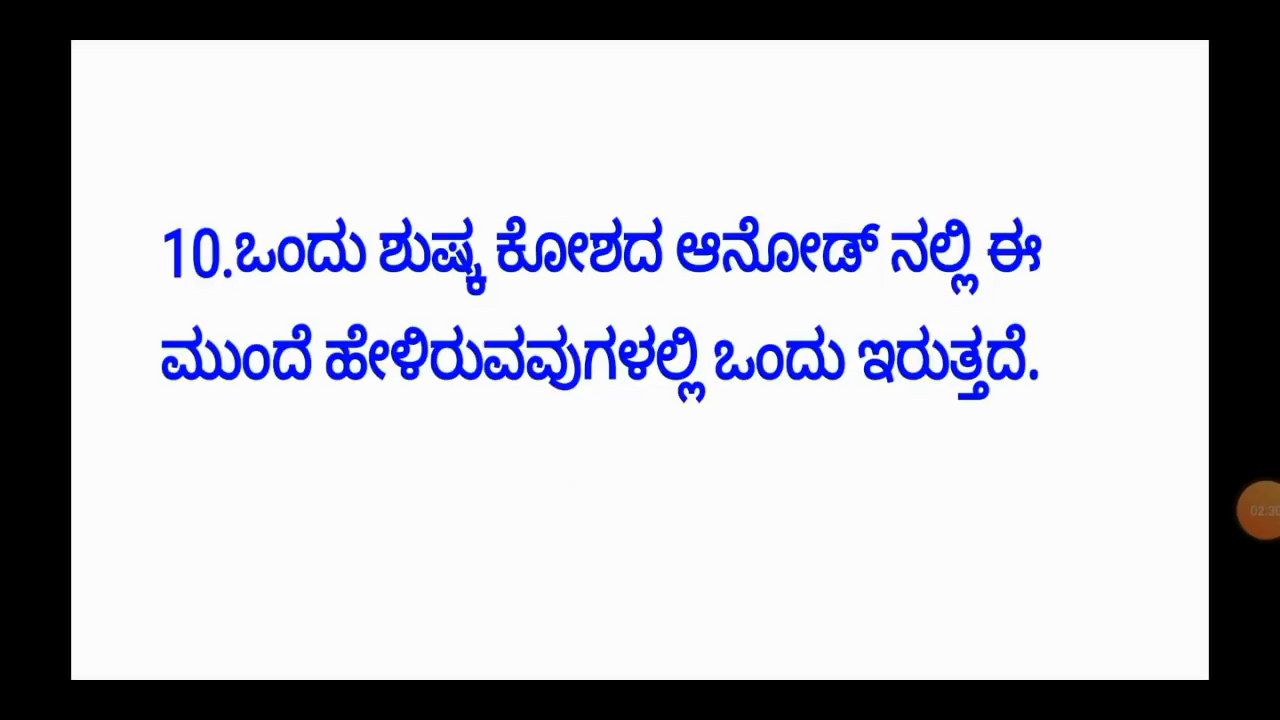 10.ಒಂದು ಶುಷ್ಕ ಕೋಶದ ಆನೋಡ್ ನಲ್ಲಿ ಈ
ಮುಂದೆ ಹೇಳಿರುವವುಗಳಲ್ಲಿ ಒಂದು ಇರುತ್ತದೆ.